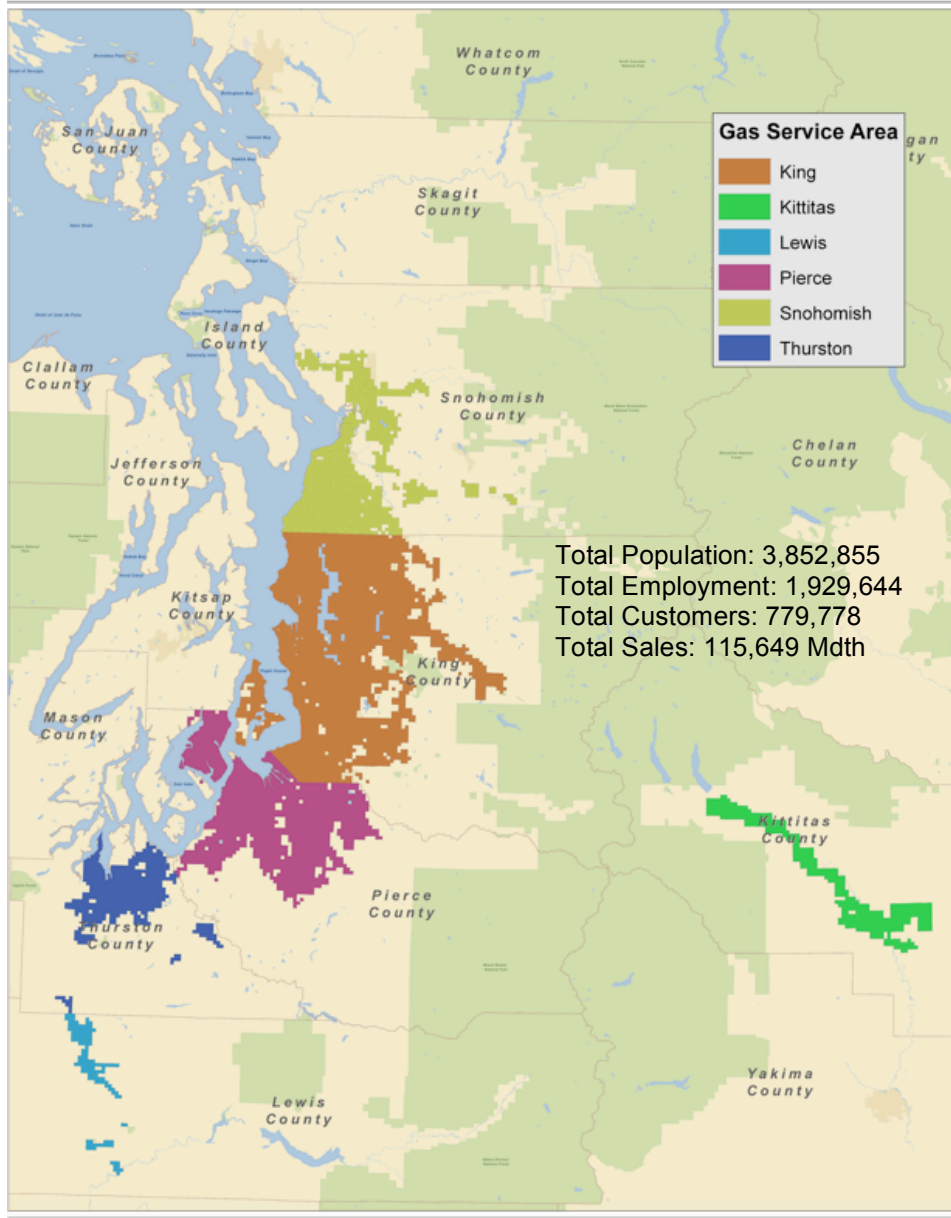 Whatcom
County
San Juan
County
Gas Service Area
King
Kittitas
Lewis
Pierce
Snohomish
Thurston
gan
ty
Skagit
County
Island
County
Clallam
County
Snohomish
County
Chelan
County
Jefferson
County
Total Population: 3,852,855
Total Employment: 1,929,644
Total Customers: 779,778
Total Sales: 115,649 Mdth
Kitsap
County
King
County
Mason
County
Kittitas
County
Pierce
County
Thurston
County
Yakima
County
Lewis
County